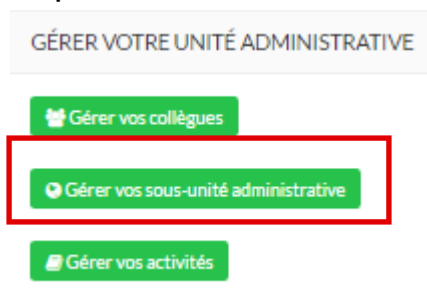 GÉRER VOTRE UNITÉ ADMINISTRATIVE
Gérer vos collègues
Gérer vos sous-unité administrative
Gérer vos activités